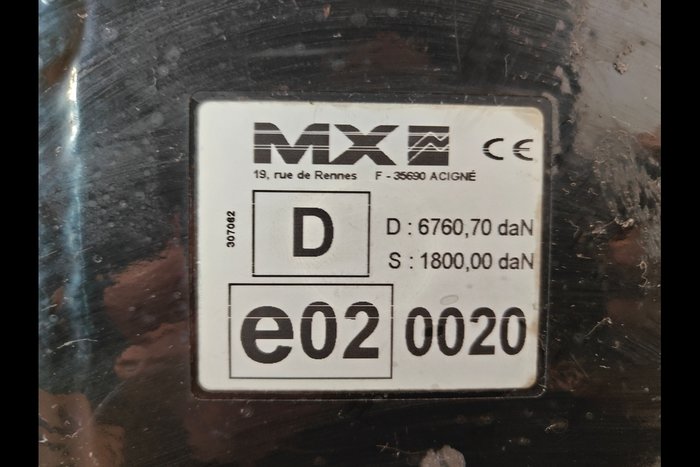 MX CE
19, rue de Rennes F - 35690 ACIGNÉ
307062
D
D : 6760,70 daN
S : 1800,00 daN
e02 0020